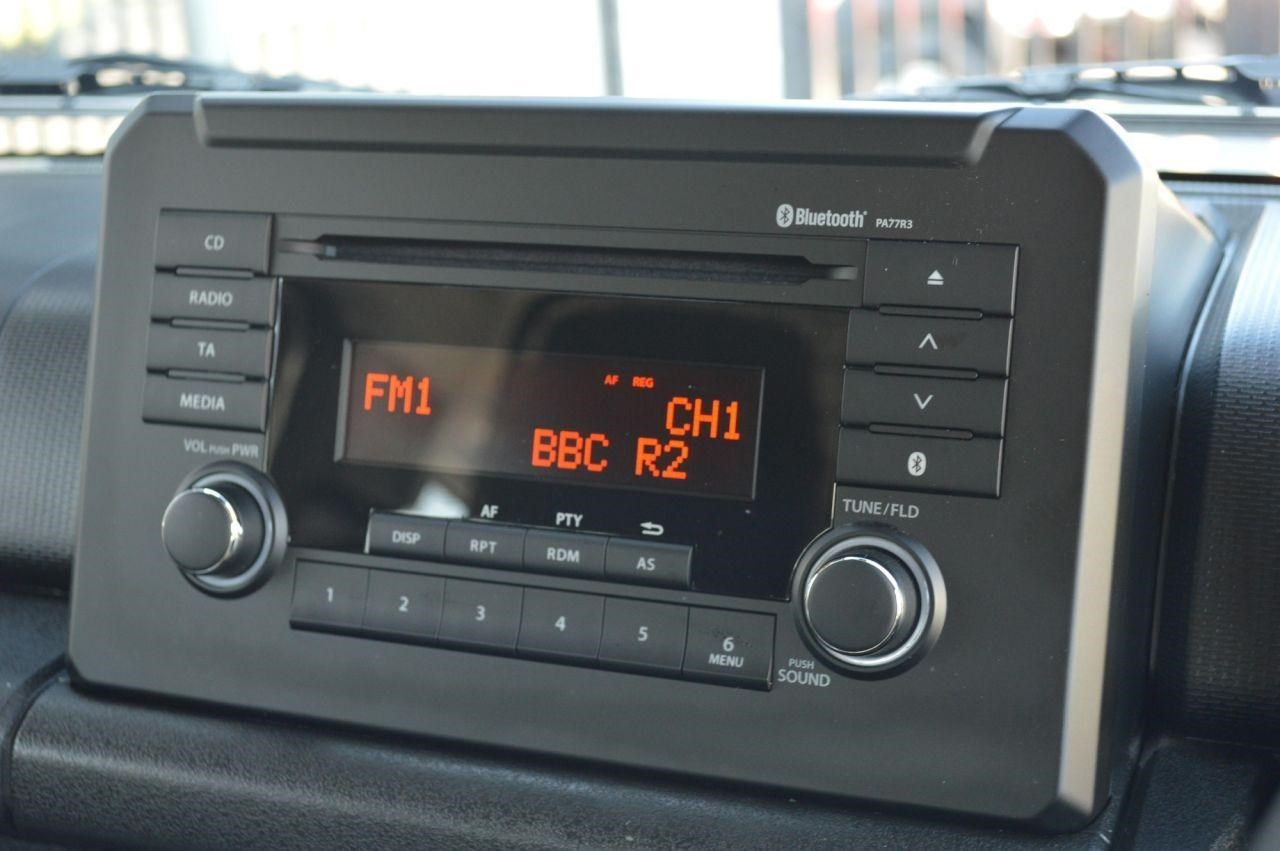 Bluetooth® PA77R3
CD
RADIO
TA
MEDIA
VOL PUSH PWR
FM1
AF REG
CH1
BBC R2
AF PTY
DISP RPT RDM AS
1 2 3 4 5 6
MENU
TUNE/FLD
PUSH
SOUND